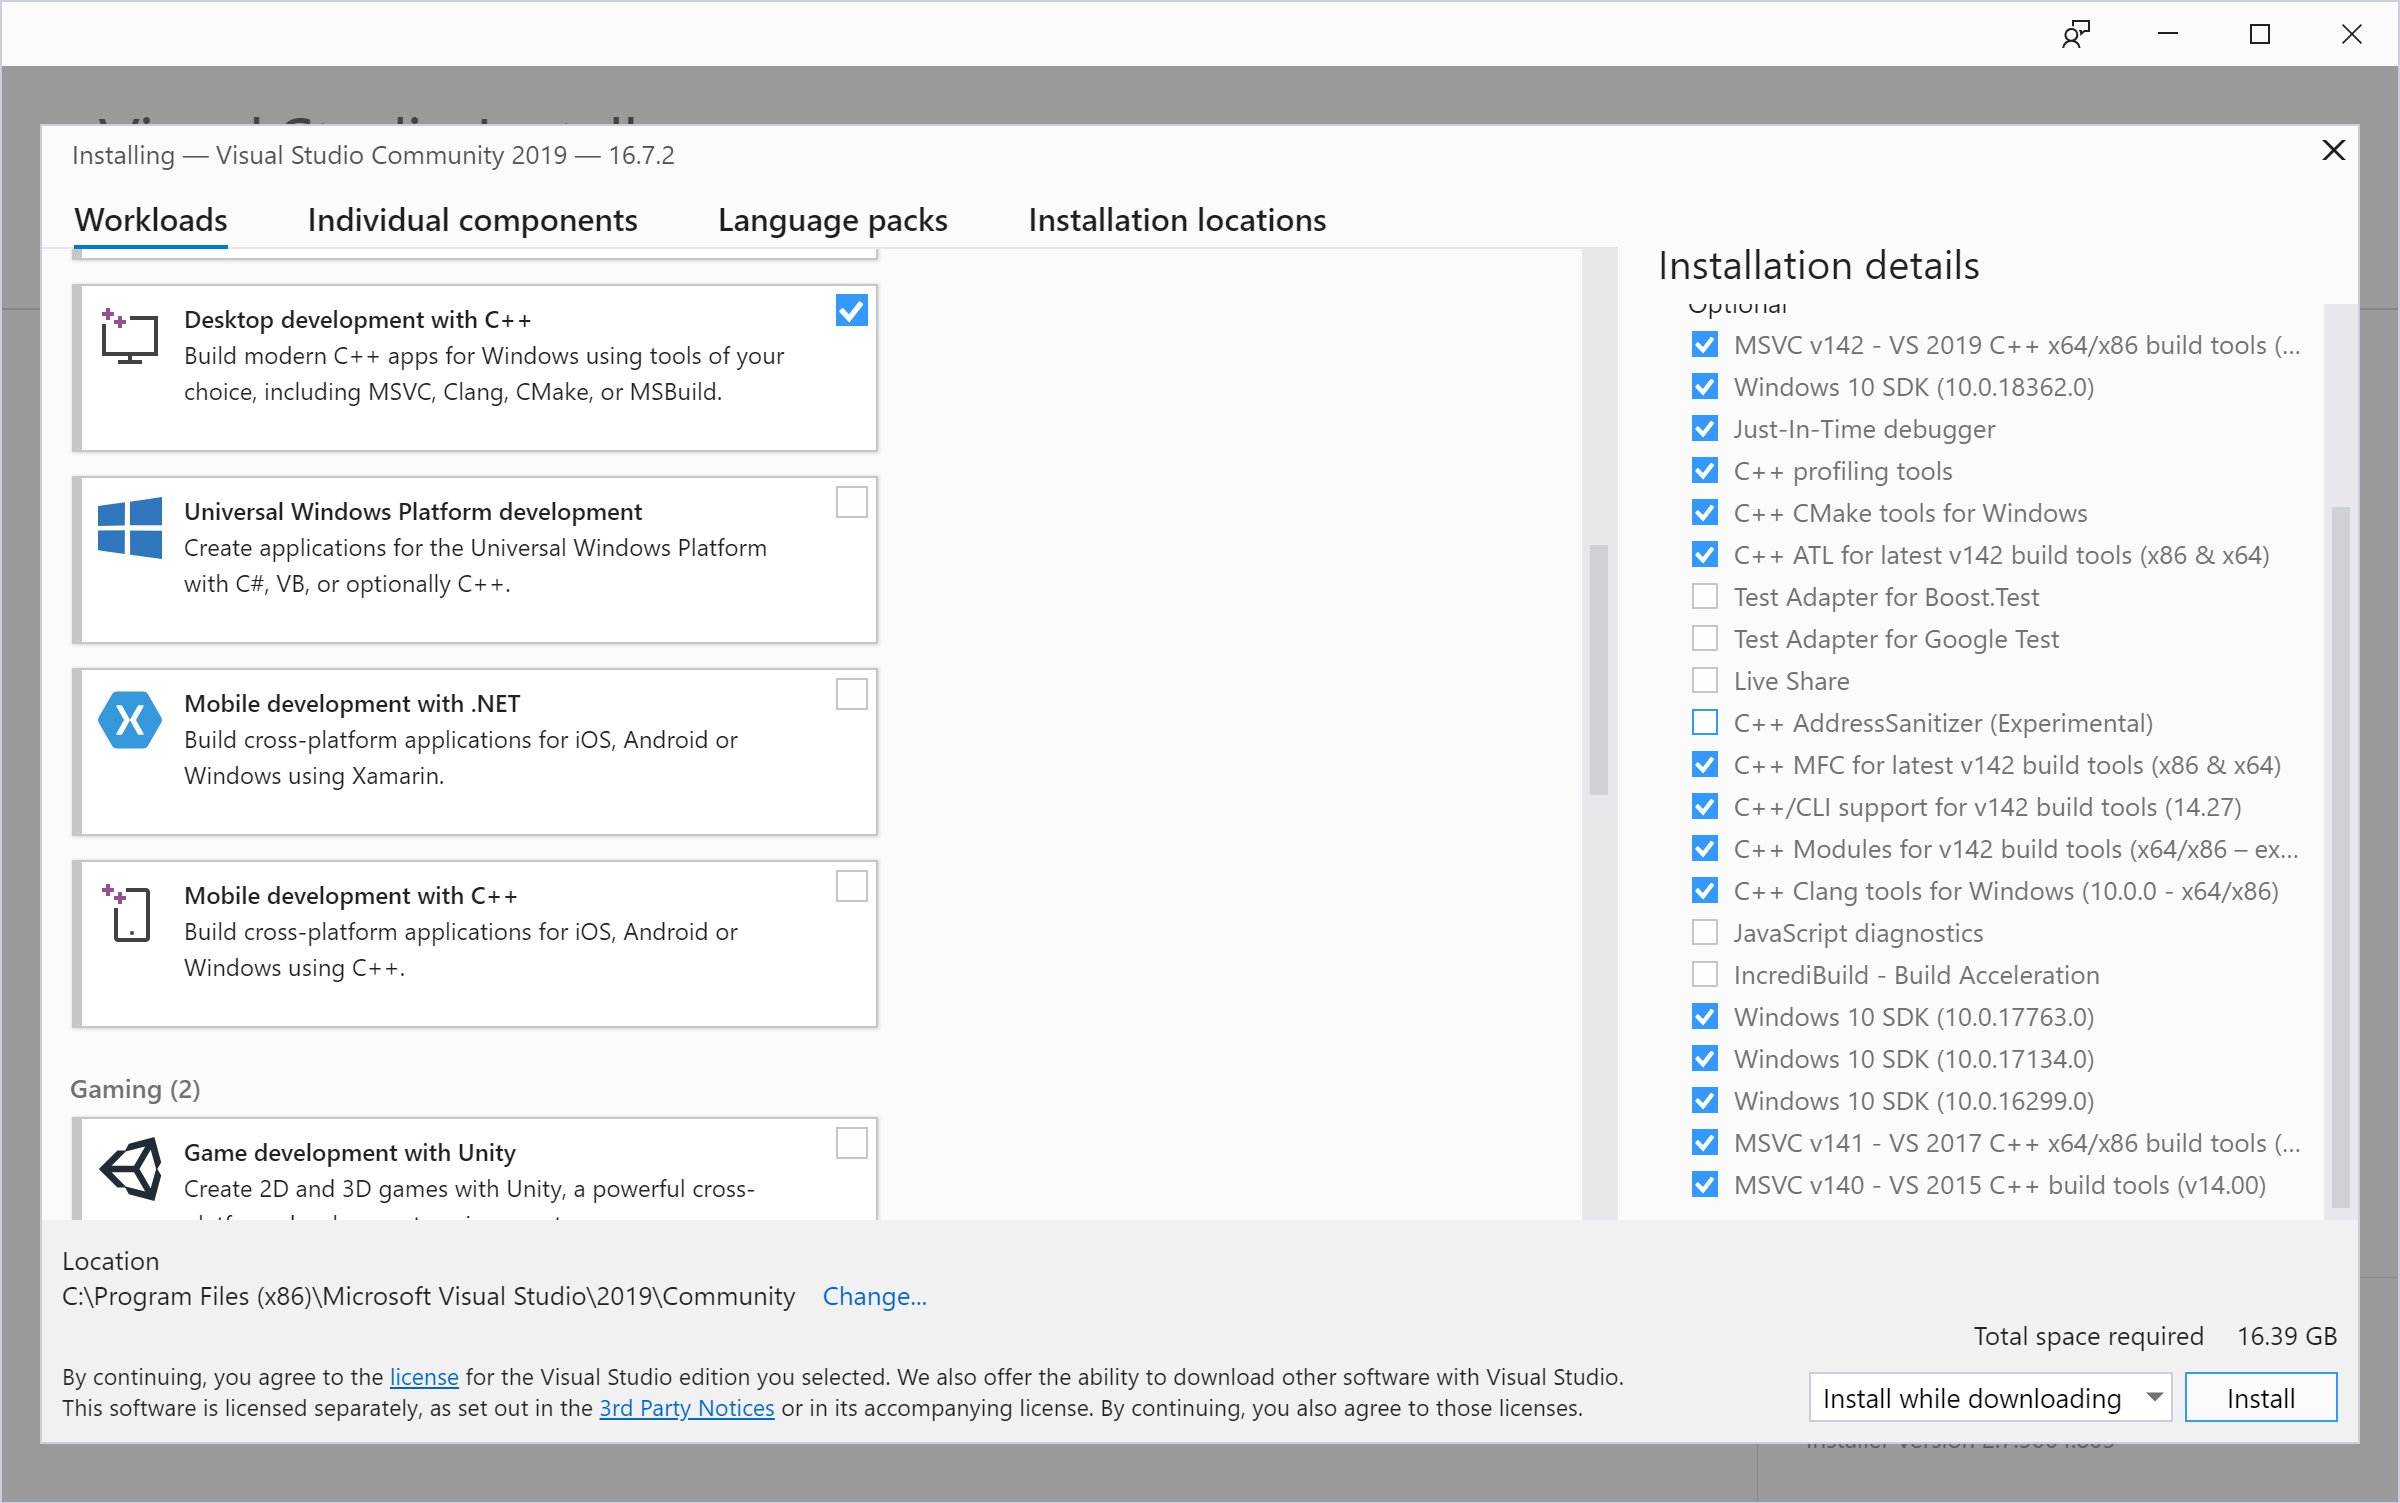 Installing — Visual Studio Community 2019 — 16.7.2
Workloads
Individual components
Language packs
Installation locations
Desktop development with C++
Build modern C++ apps for Windows using tools of your
choice, including MSVC, Clang, CMake, or MSBuild.
Universal Windows Platform development
Create applications for the Universal Windows Platform
with C#, VB, or optionally C++.
Mobile development with .NET
Build cross-platform applications for iOS, Android or
Windows using Xamarin.
Mobile development with C++
Build cross-platform applications for iOS, Android or
Windows using C++.
Gaming (2)
Game development with Unity
Create 2D and 3D games with Unity, a powerful cross-
Installation details
Optional
MSVC v142 - VS 2019 C++ x64/x86 build tools (...
Windows 10 SDK (10.0.18362.0)
Just-In-Time debugger
C++ profiling tools
C++ CMake tools for Windows
C++ ATL for latest v142 build tools (x86 & x64)
Test Adapter for Boost.Test
Test Adapter for Google Test
Live Share
C++ AddressSanitizer (Experimental)
C++ MFC for latest v142 build tools (x86 & x64)
C++/CLI support for v142 build tools (14.27)
C++ Modules for v142 build tools (x64/x86 – ex...
C++ Clang tools for Windows (10.0.0 - x64/x86)
JavaScript diagnostics
IncrediBuild - Build Acceleration
Windows 10 SDK (10.0.17763.0)
Windows 10 SDK (10.0.17134.0)
Windows 10 SDK (10.0.16299.0)
MSVC v141 - VS 2017 C++ x64/x86 build tools (...
MSVC v140 - VS 2015 C++ build tools (v14.00)
Location
C:\Program Files (x86)\Microsoft Visual Studio\2019\Community Change...
Total space required 16.39 GB
By continuing, you agree to the license for the Visual Studio edition you selected. We also offer the ability to download other software with Visual Studio.
This software is licensed separately, as set out in the 3rd Party Notices or in its accompanying license. By continuing, you also agree to those licenses.
Install while downloading
Install